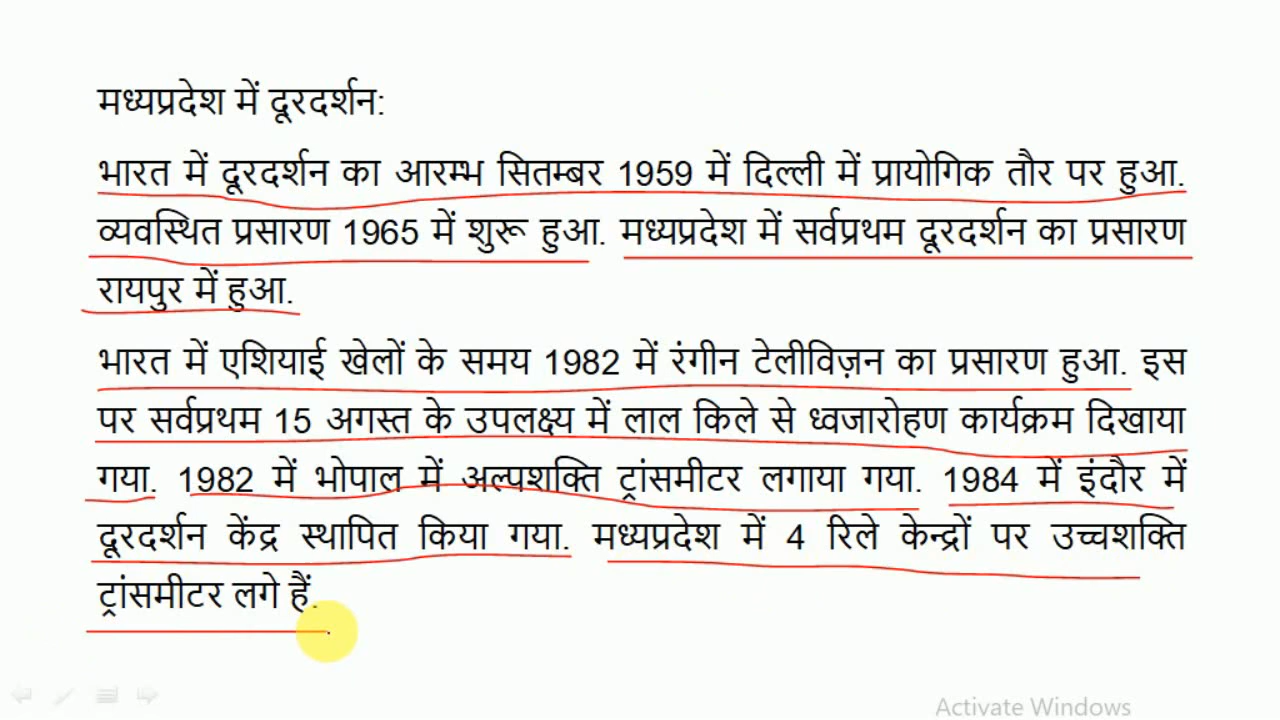 मध्यप्रदेश में दूरदर्शन:
भारत में दूरदर्शन का आरम्भ सितम्बर 1959 में दिल्ली में प्रायोगिक तौर पर हुआ.
व्यवस्थित प्रसारण 1965 में शुरू हुआ. मध्यप्रदेश में सर्वप्रथम दूरदर्शन का प्रसारण
रायपुर में हुआ.
भारत में एशियाई खेलों के समय 1982 में रंगीन टेलीविज़न का प्रसारण हुआ. इस
पर सर्वप्रथम 15 अगस्त के उपलक्ष्य में लाल किले से ध्वजारोहण कार्यक्रम दिखाया
गया. 1982 में भोपाल में अल्पशक्ति ट्रांसमीटर लगाया गया. 1984 में इंदौर में
दूरदर्शन केंद्र स्थापित किया गया. मध्यप्रदेश में 4 रिले केन्द्रों पर उच्चशक्ति
ट्रांसमीटर लगे हैं.
Activate Windows